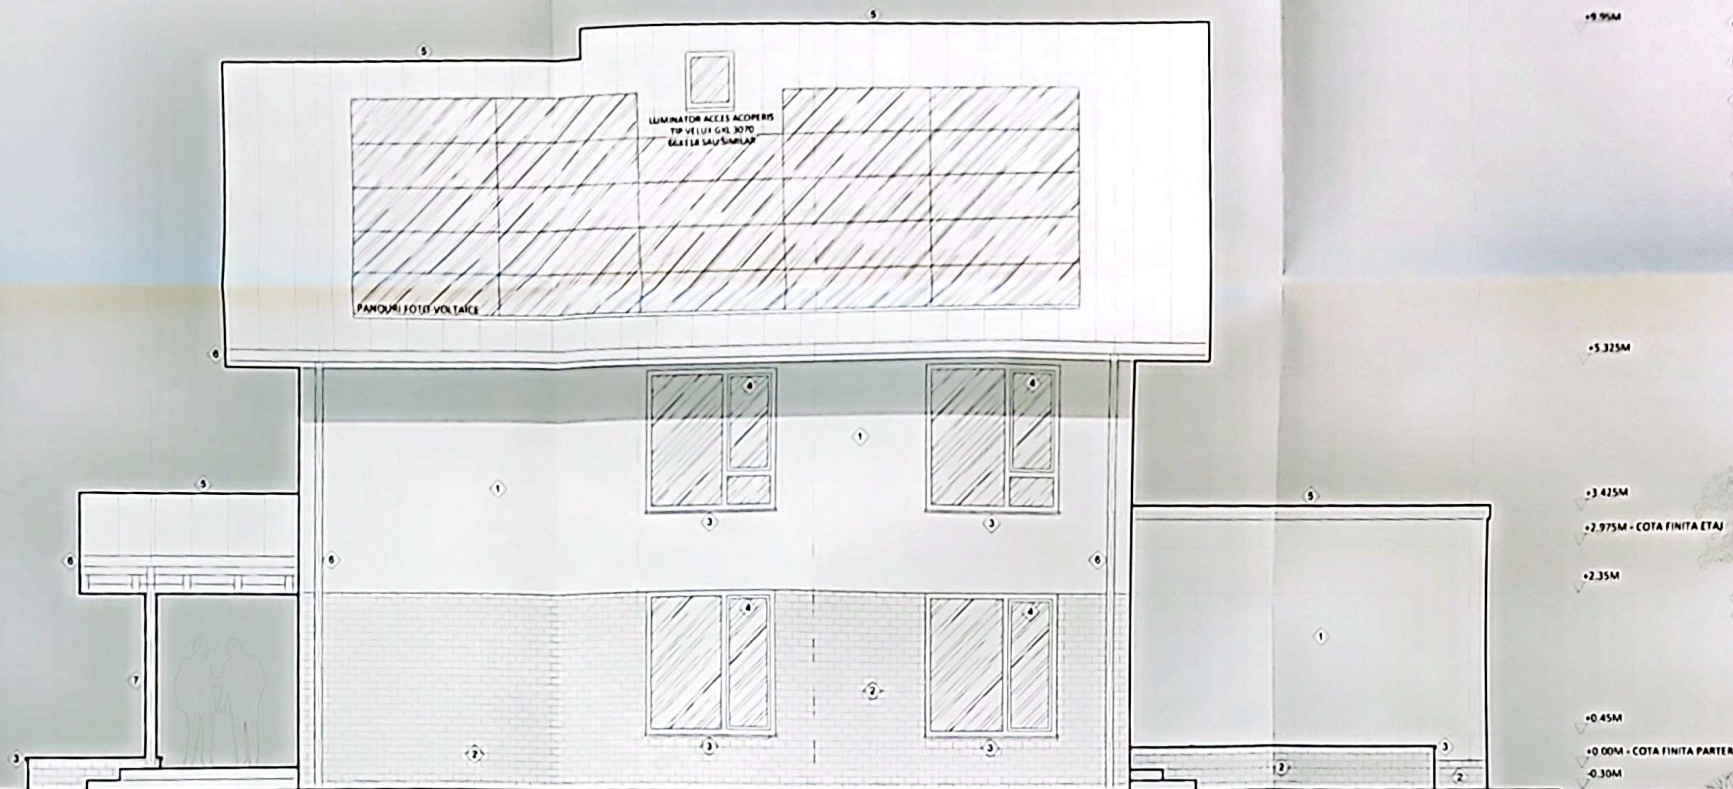 5
+9.95M
5
LUMINATOR ACCES ACOPERIS
TIP VELUX GXL 3070
SAU SIMILAR
PANOURI FOTO-VOLTAICE
6
+5.325M
4
4
1
1
5
5
+3.425M
3
3
+2.975M - COTA FINITA ETAJ
6
6
6
+2.35M
4
4
1
7
2
+0.45M
3
3
3
3
2
+0.00M - COTA FINITA PARTER
2
2
-0.30M